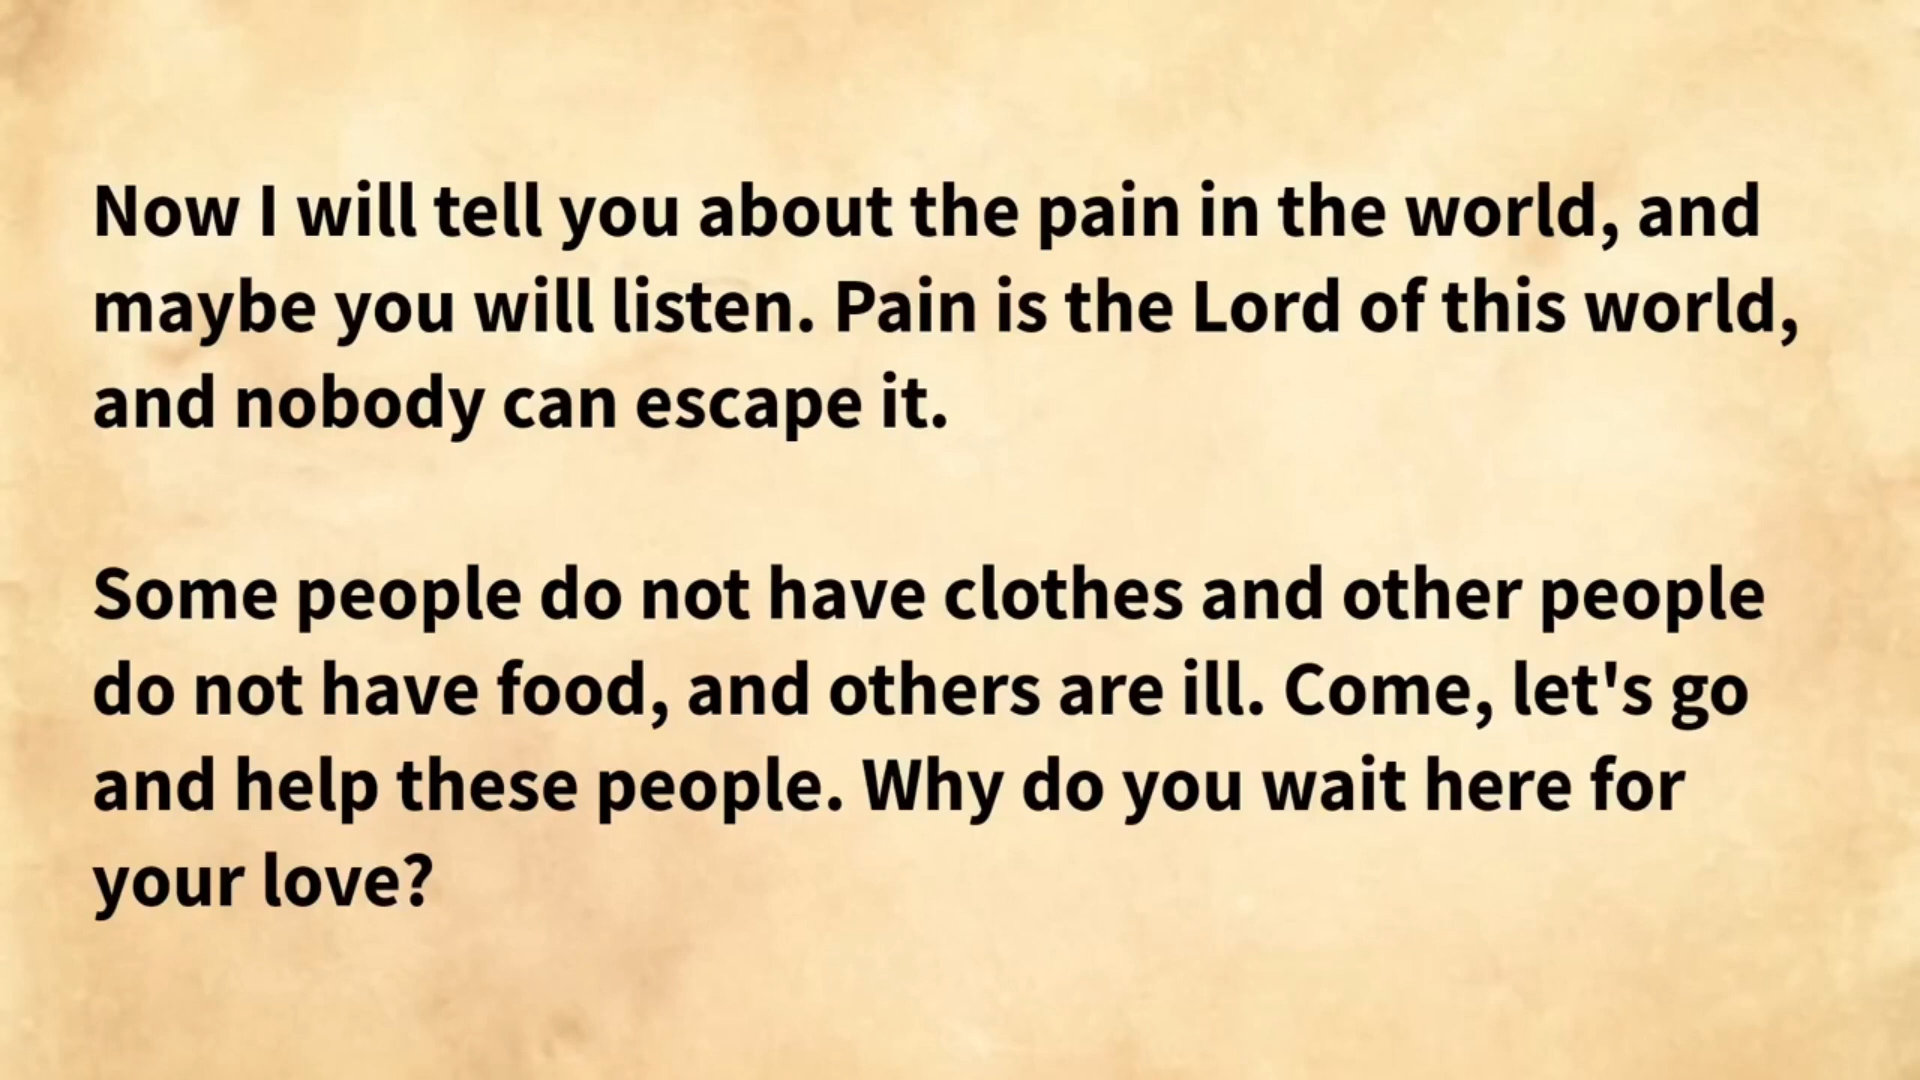 Now I will tell you about the pain in the world, and
maybe you will listen. Pain is the Lord of this world,
and nobody can escape it.
Some people do not have clothes and other people
do not have food, and others are ill. Come, let's go
and help these people. Why do you wait here for
your love?